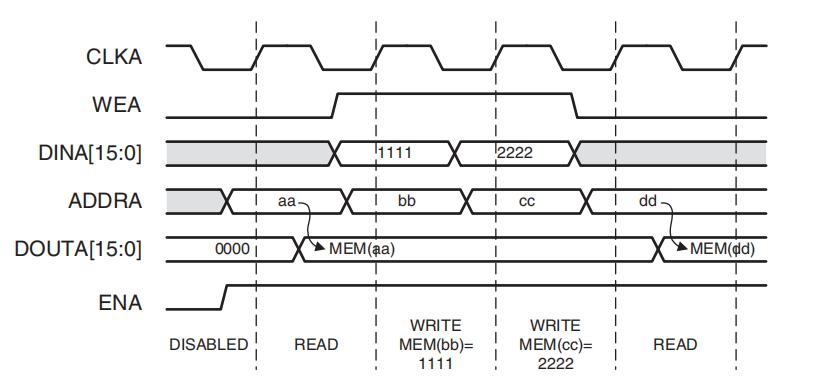 CLKA
WEA
DINA[15:0] 1111 2222
ADDRA aa bb cc dd
DOUTA[15:0] 0000 MEM(aa) MEM(dd)
ENA
DISABLED READ WRITE MEM(bb)= 1111 WRITE MEM(cc)= 2222 READ